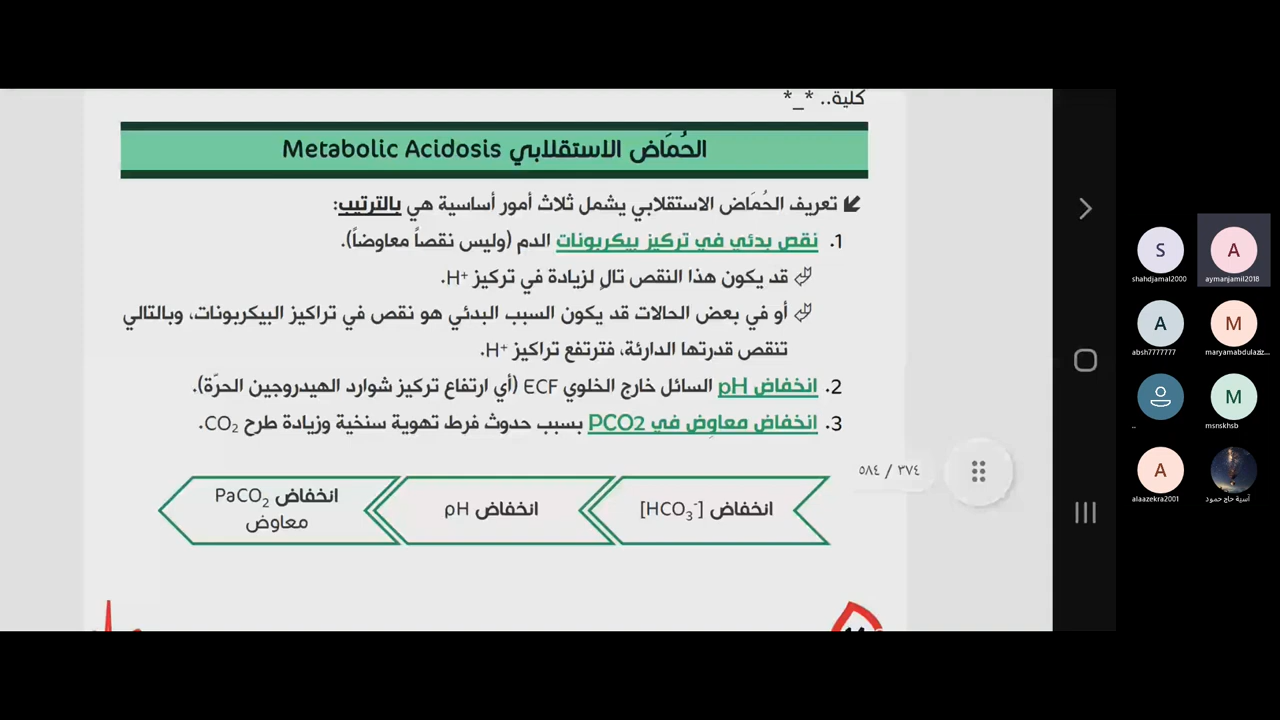 كلية.. *_*
الحُمَاض الاستقلابي Metabolic Acidosis
تعريف الحُمَاض الاستقلابي يشمل ثلاث أمور أساسية هي بالترتيب:
1. نقص بدئي في تركيز بيكربونات الدم (وليس نقصاً معاوضاً).
قد يكون هذا النقص تالٍ لزيادة في تركيز H⁺.
أو في بعض الحالات قد يكون السبب البدئي هو نقص في تراكيز البيكربونات، وبالتالي
تنقص قدرتها الدارئة، فترتفع تراكيز H⁺.
2. انخفاض pH السائل خارج الخلوي ECF (أي ارتفاع تركيز شوارد الهيدروجين الحرّة).
3. انخفاض معاوِض في PCO2 بسبب حدوث فرط تهوية سنخية وزيادة طرح CO₂.
انخفاض [HCO₃⁻]
انخفاض pH
انخفاض PaCO₂
معاوض
٣٧٤ / ٥٨٤
S
shahdjamal2000
A
aymanjamil2018
A
absh7777777
M
maryamabdulaziz...
..
M
msnskhsb
A
alaazekra2001
آسية حاج حمود